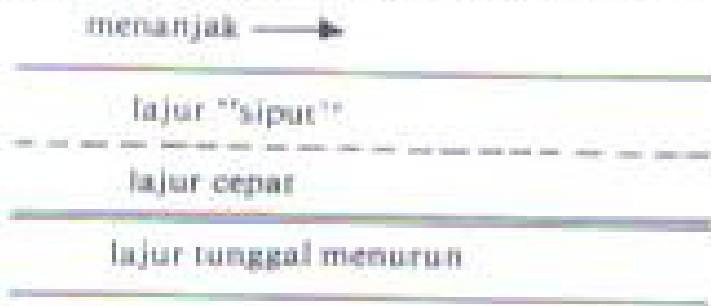 menanjak
lajur "siput"
lajur cepat
lajur tunggal menurun